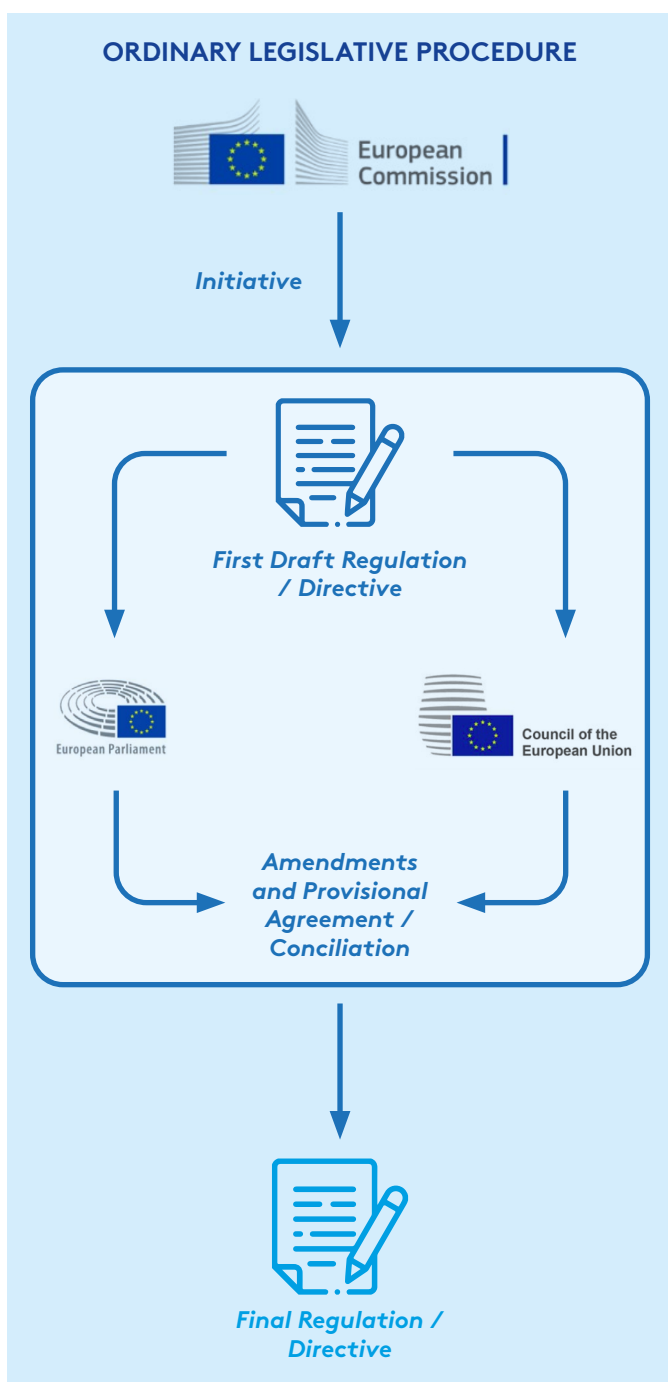 ORDINARY LEGISLATIVE PROCEDURE
European
Commission
Initiative
First Draft Regulation
/ Directive
European Parliament
Council of the
European Union
Amendments
and Provisional
Agreement /
Conciliation
Final Regulation /
Directive